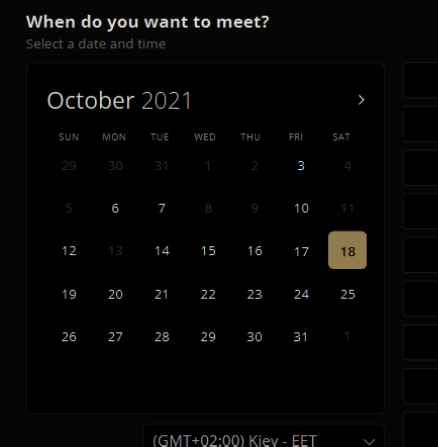 When do you want to meet?
Select a date and time
October 2021 >
SUN MON TUE WED THU FRI SAT
29 30 31 1 2 3 4
5 6 7 8 9 10 11
12 13 14 15 16 17 18
19 20 21 22 23 24 25
26 27 28 29 30 31 1
(GMT+02:00) Kiev - EET